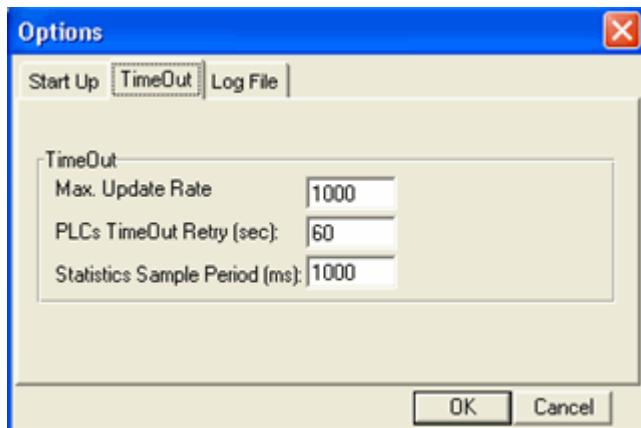 Options
Start Up TimeOut Log File
TimeOut
Max. Update Rate 1000
PLCs TimeOut Retry (sec): 60
Statistics Sample Period (ms): 1000
OK Cancel